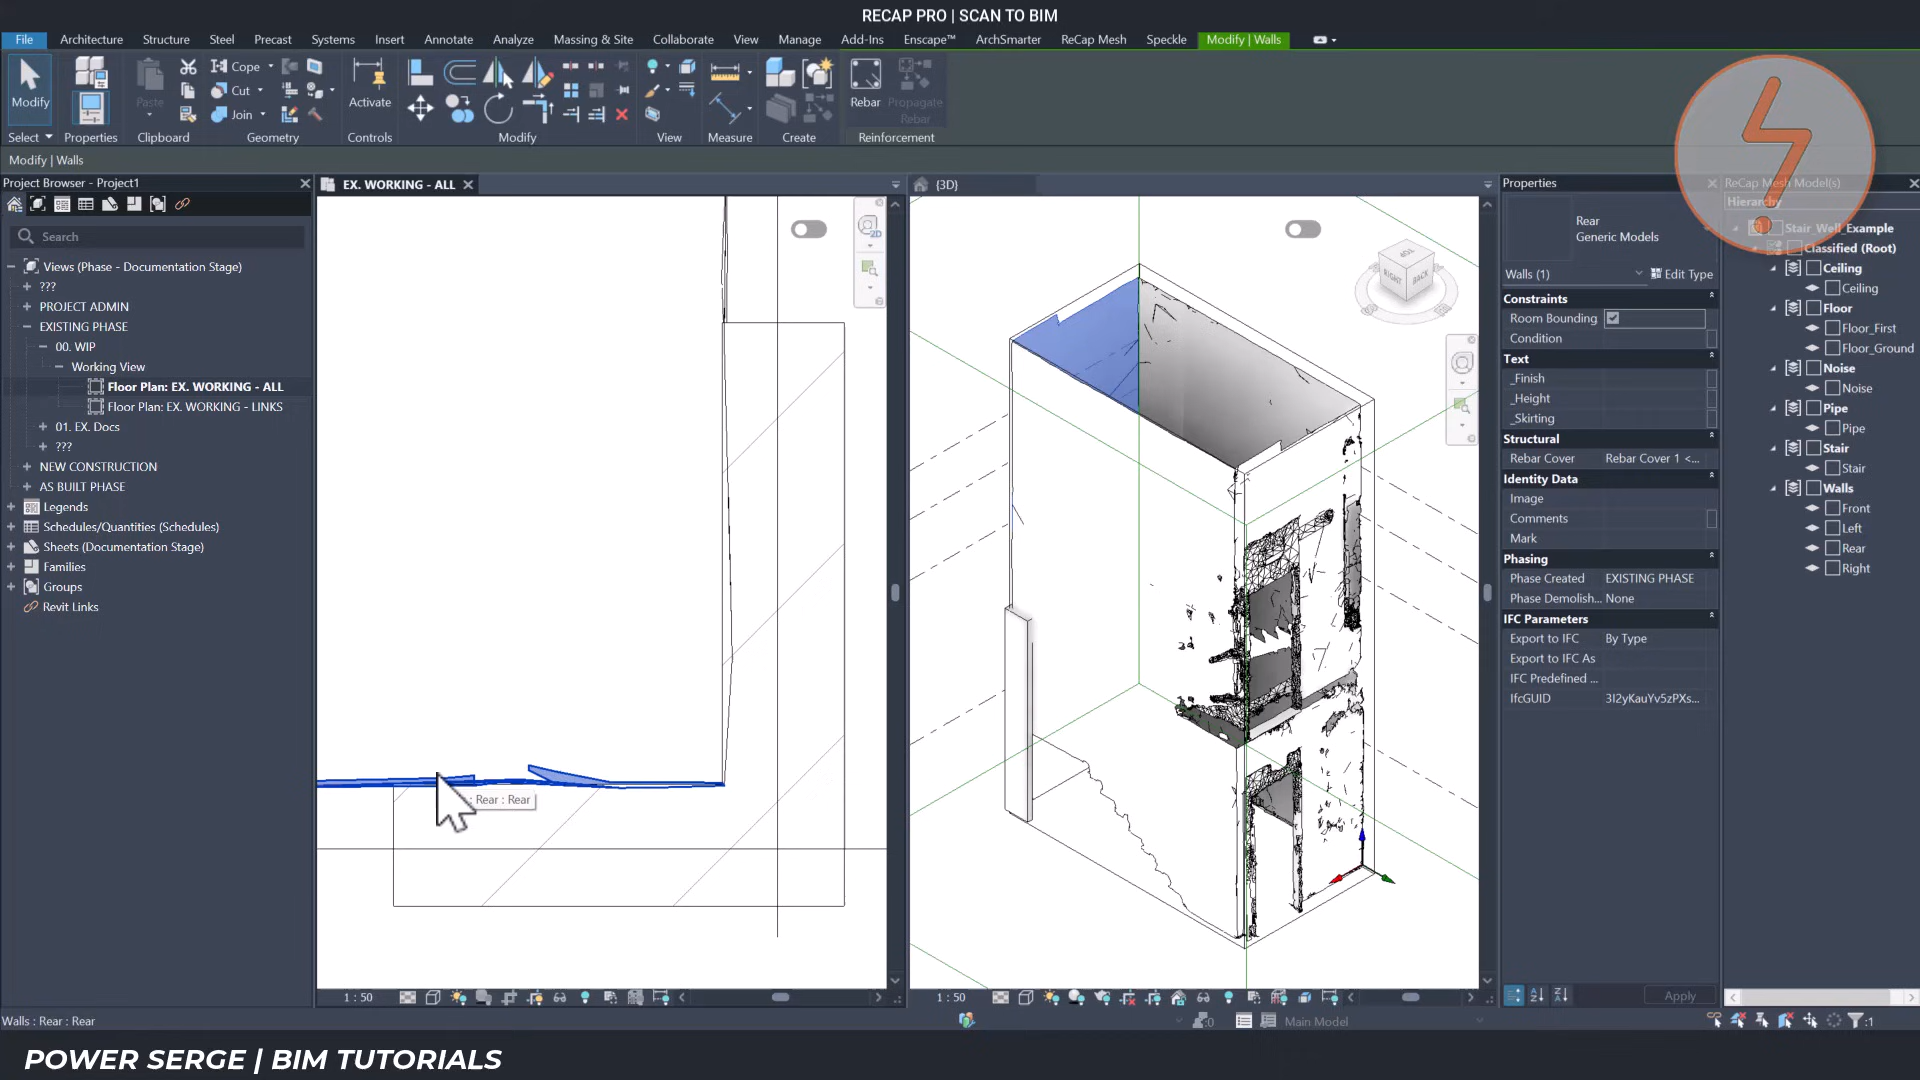 RECAP PRO | SCAN TO BIM
File Architecture Structure Steel Precast Systems Insert Annotate Analyze Massing & Site Collaborate View Manage Add-Ins Enscape™ ArchSmarter ReCap Mesh Speckle Modify | Walls
Modify
Paste
Cope
Cut
Join
Activate
Rebar
Propagate
Rebar
Select Properties Clipboard Geometry Controls Modify View Measure Create Reinforcement
Modify | Walls
Project Browser - Project1
Search
Views (Phase - Documentation Stage)
???
PROJECT ADMIN
EXISTING PHASE
00. WIP
Working View
Floor Plan: EX. WORKING - ALL
Floor Plan: EX. WORKING - LINKS
01. EX. Docs
???
NEW CONSTRUCTION
AS BUILT PHASE
Legends
Schedules/Quantities (Schedules)
Sheets (Documentation Stage)
Families
Groups
Revit Links
EX. WORKING - ALL
2D
: Rear : Rear
1 : 50
{3D}
TOP
RIGHT
BACK
1 : 50
Properties
Rear
Generic Models
Walls (1)
Edit Type
Constraints
Room Bounding
Condition
Text
_Finish
_Height
_Skirting
Structural
Rebar Cover Rebar Cover 1 <...
Identity Data
Image
Comments
Mark
Phasing
Phase Created EXISTING PHASE
Phase Demolish... None
IFC Parameters
Export to IFC By Type
Export to IFC As
IFC Predefined ...
IfcGUID 3I2yKauYv5zPXs...
Apply
ReCap Mesh Model(s)
Hierarchy
Stair_Well_Example
Classified (Root)
Ceiling
Ceiling
Floor
Floor_First
Floor_Ground
Noise
Noise
Pipe
Pipe
Stair
Stair
Walls
Front
Left
Rear
Right
Walls : Rear : Rear
:0
Main Model
:1
POWER SERGE | BIM TUTORIALS